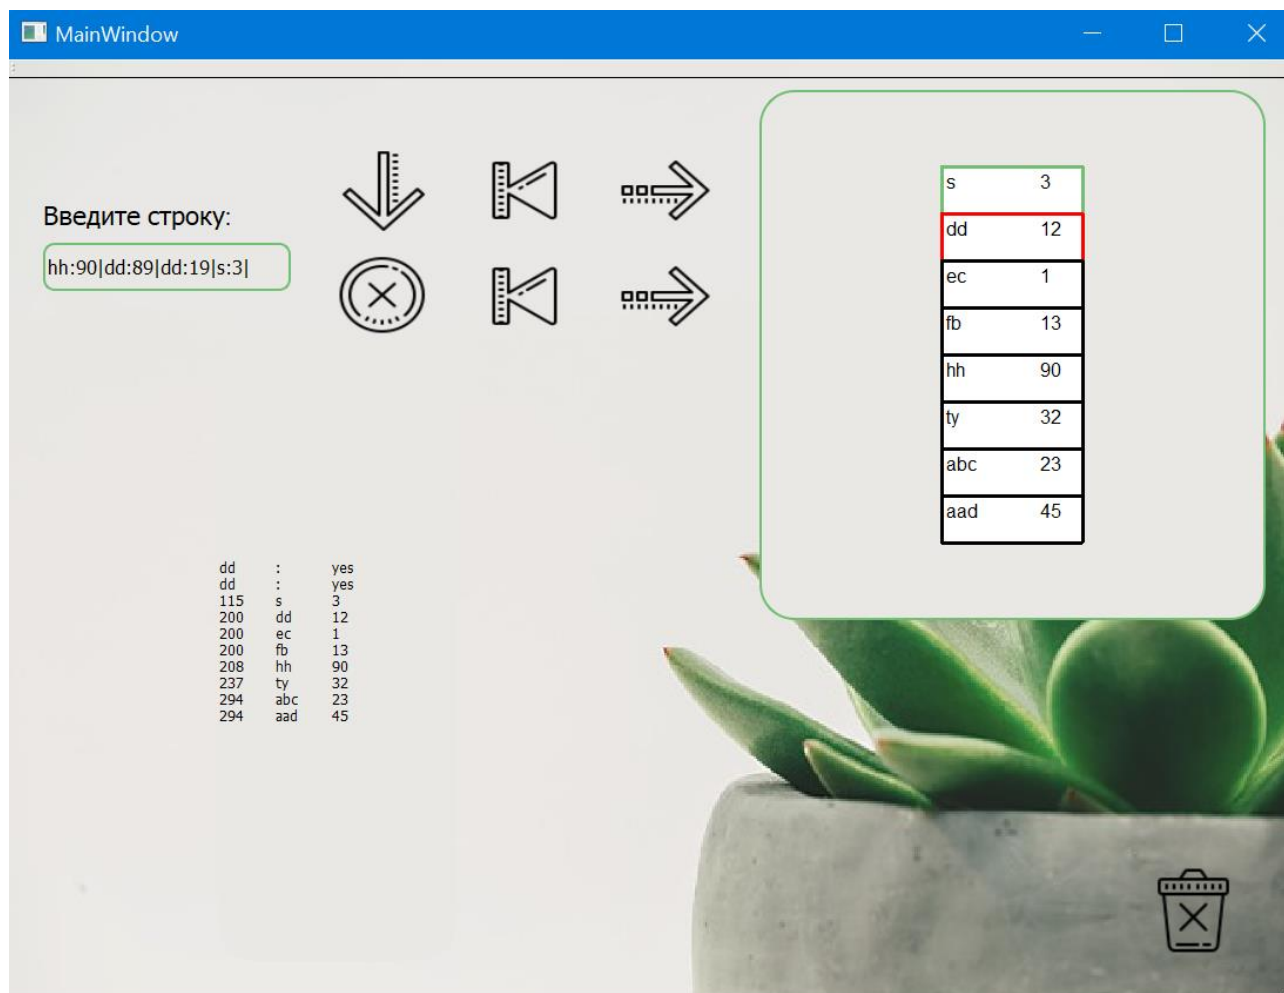 MainWindow
Введите строку:
hh:90|dd:89|dd:19|s:3|
s 3
dd 12
ec 1
fb 13
hh 90
ty 32
abc 23
aad 45
dd : yes
dd : yes
115 s 3
200 dd 12
200 ec 1
200 fb 13
208 hh 90
237 ty 32
294 abc 23
294 aad 45